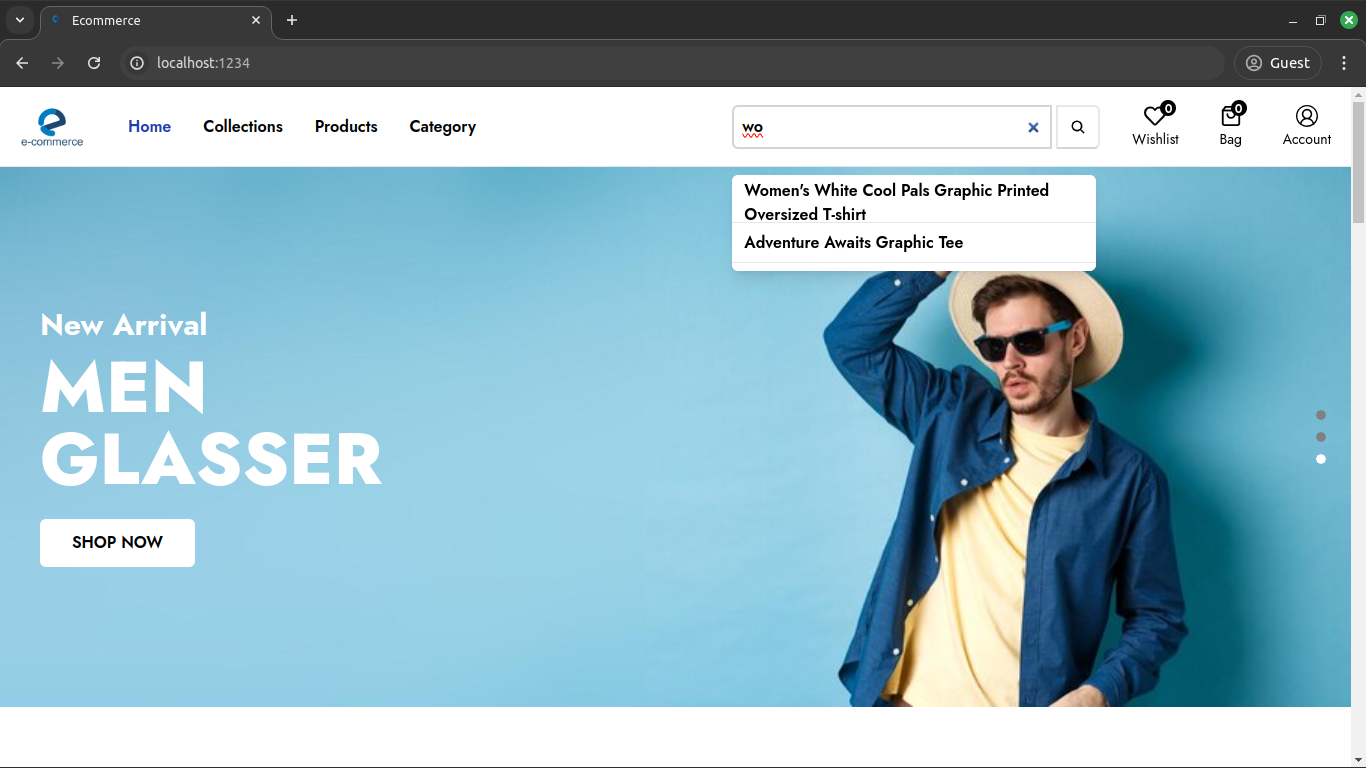 Ecommerce
localhost:1234
Guest
e-commerce
Home
Collections
Products
Category
wo
0
Wishlist
0
Bag
Account
Women's White Cool Pals Graphic Printed
Oversized T-shirt
Adventure Awaits Graphic Tee
New Arrival
MEN
GLASSER
SHOP NOW